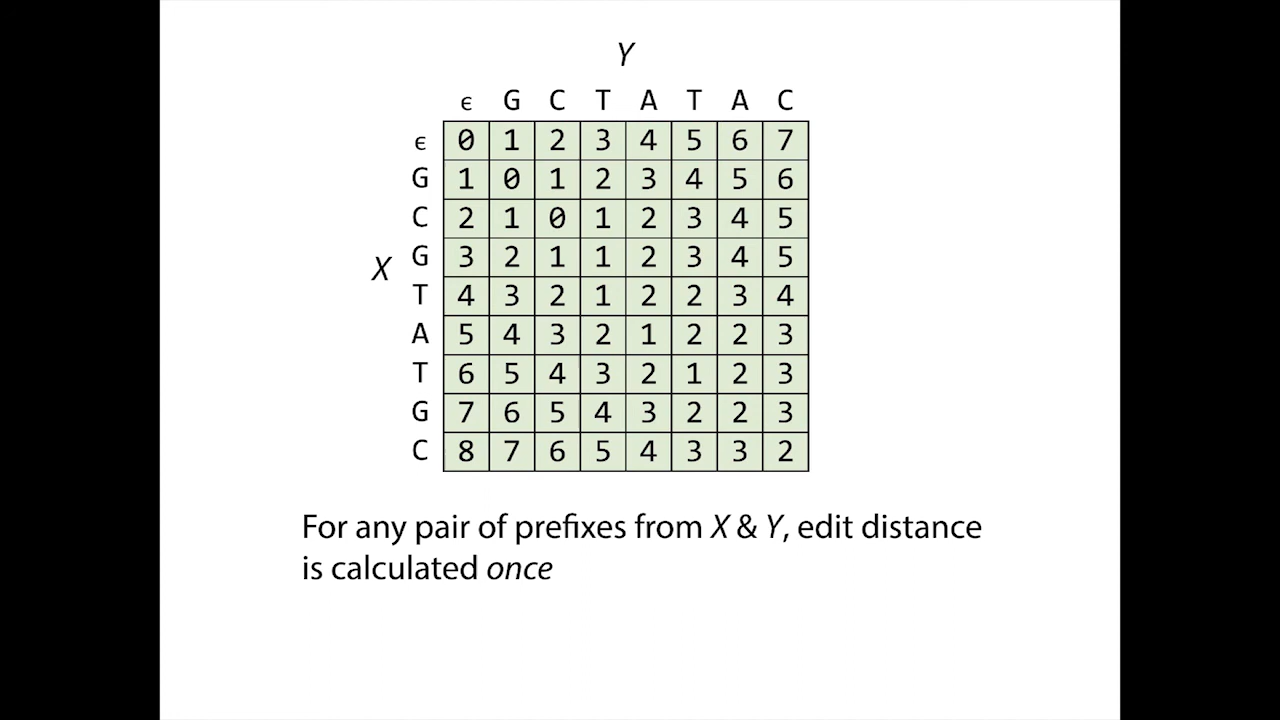 Y
ϵ G C T A T A C
ϵ 0 1 2 3 4 5 6 7
G 1 0 1 2 3 4 5 6
C 2 1 0 1 2 3 4 5
X G 3 2 1 1 2 3 4 5
T 4 3 2 1 2 2 3 4
A 5 4 3 2 1 2 2 3
T 6 5 4 3 2 1 2 3
G 7 6 5 4 3 2 2 3
C 8 7 6 5 4 3 3 2
For any pair of prefixes from X & Y, edit distance
is calculated once